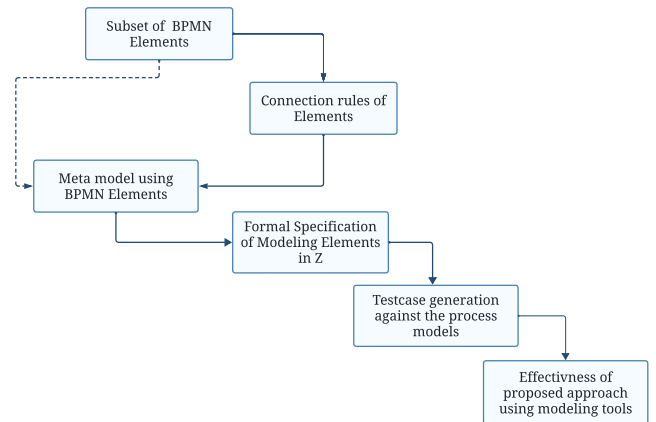 Subset of BPMN
Elements
Connection rules of
Elements
Meta model using
BPMN Elements
Formal Specification
of Modeling Elements
in Z
Testcase generation
against the process
models
Effectivness of
proposed approach
using modeling tools